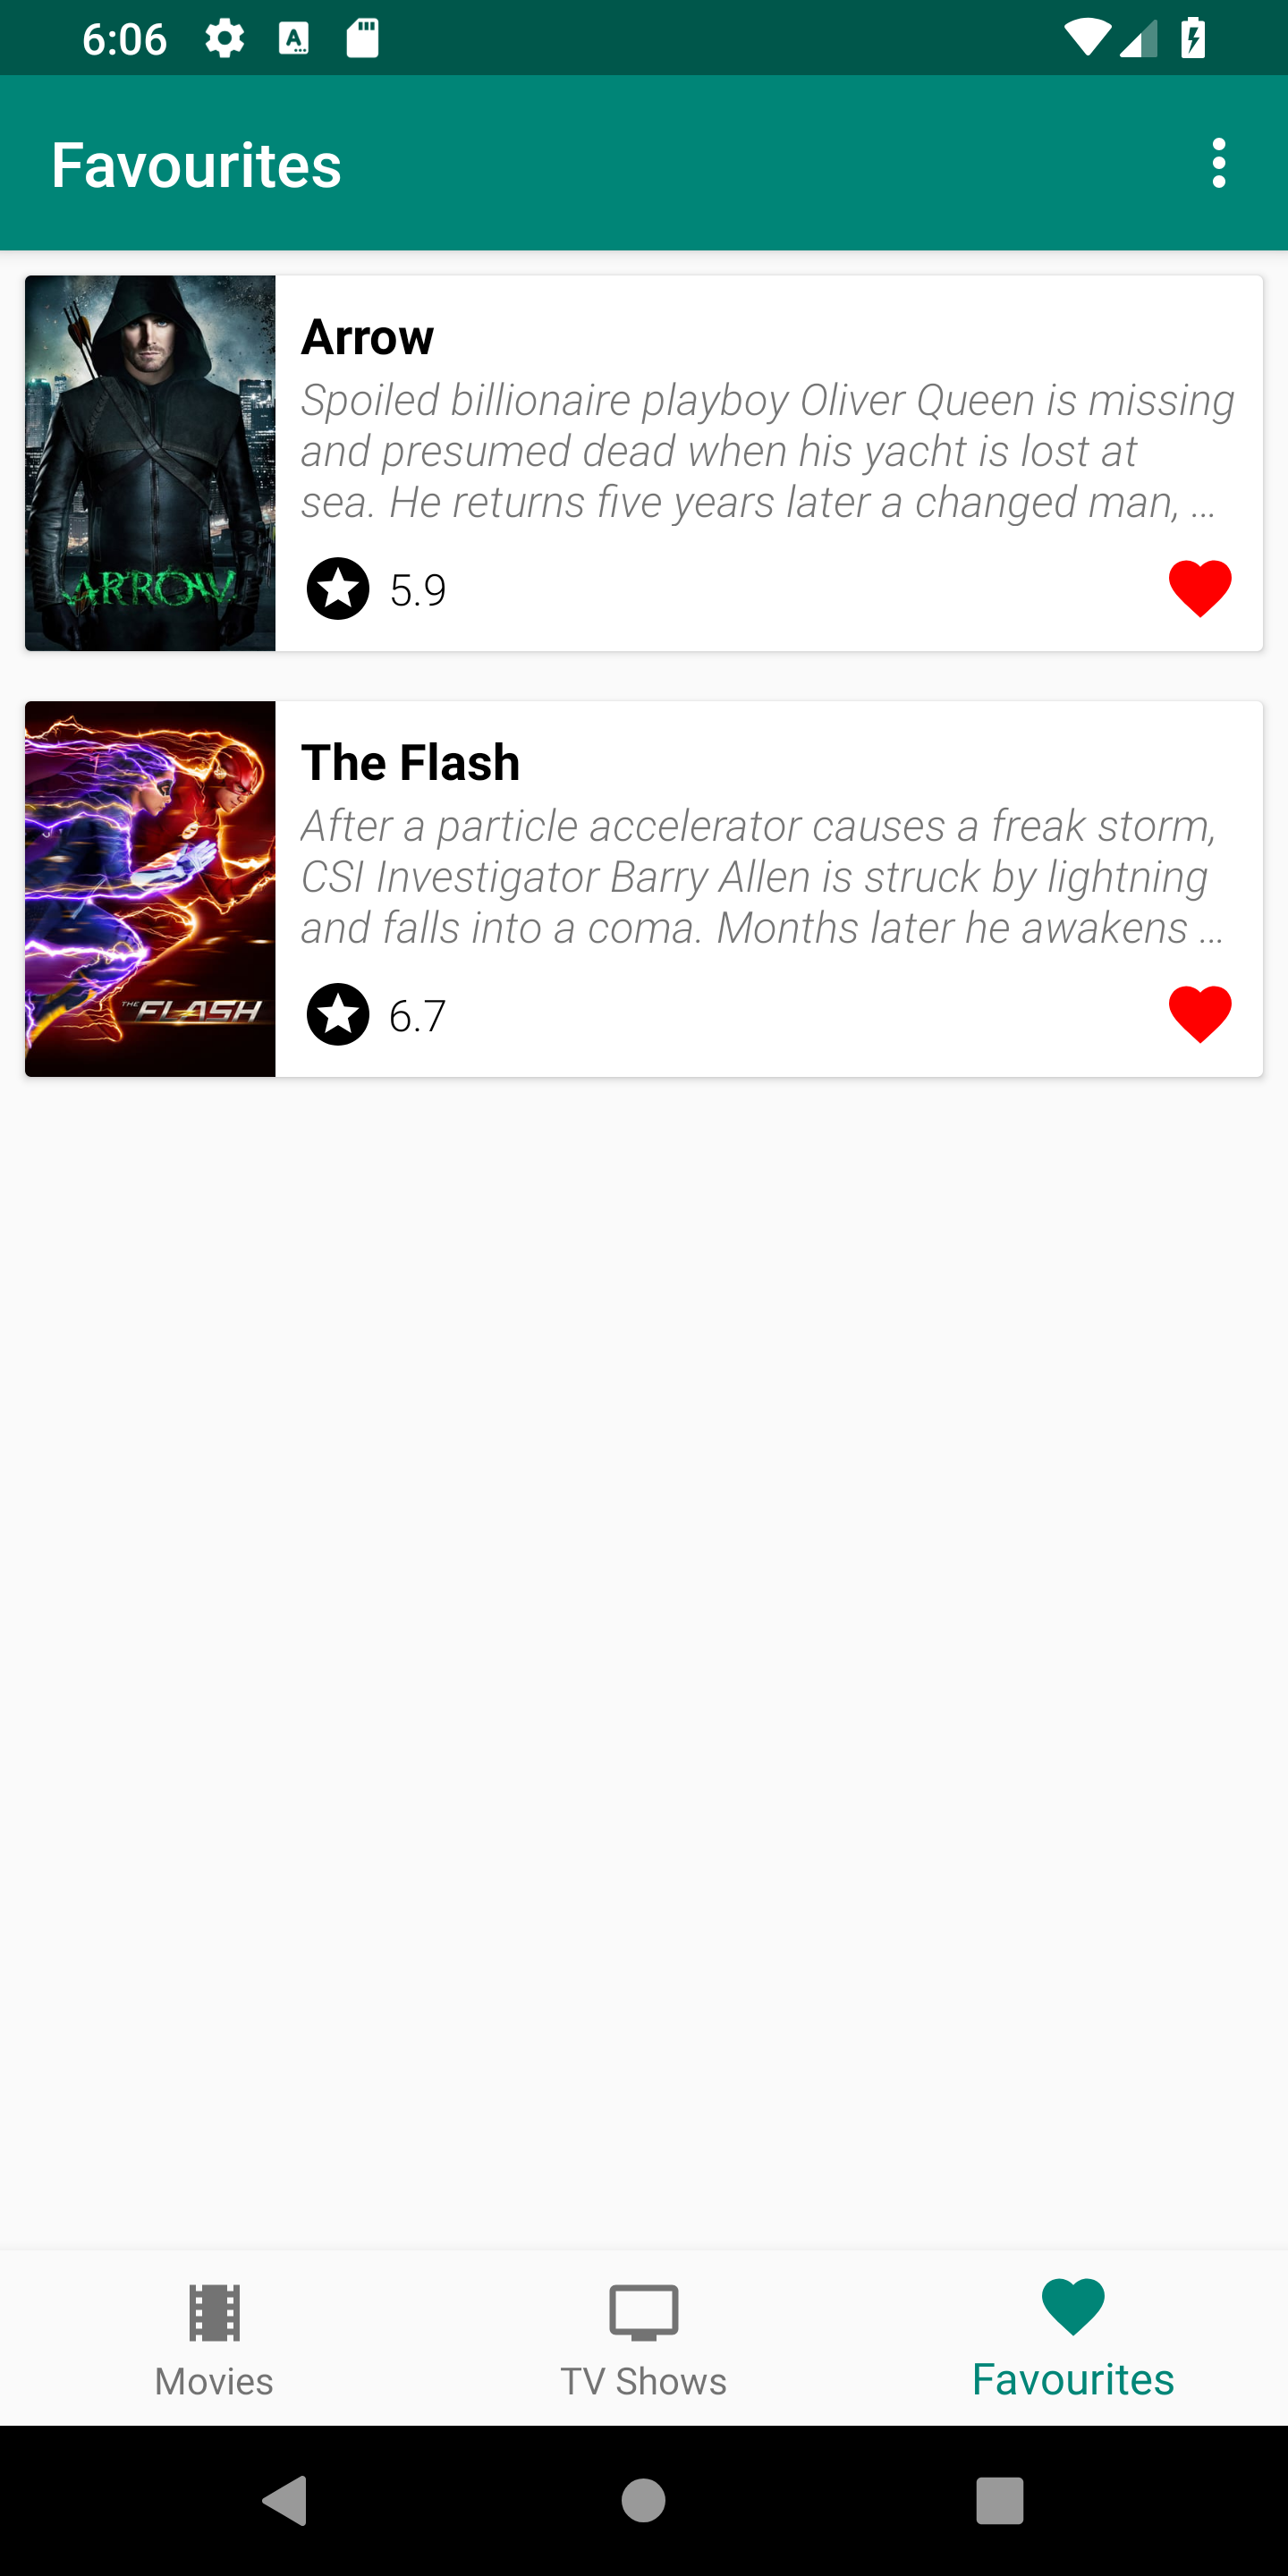 6:06
Favourites
Arrow
Spoiled billionaire playboy Oliver Queen is missing
and presumed dead when his yacht is lost at
sea. He returns five years later a changed man, ...
ARROW
5.9
The Flash
After a particle accelerator causes a freak storm,
CSI Investigator Barry Allen is struck by lightning
and falls into a coma. Months later he awakens ...
THE FLASH
6.7
Movies
TV Shows
Favourites